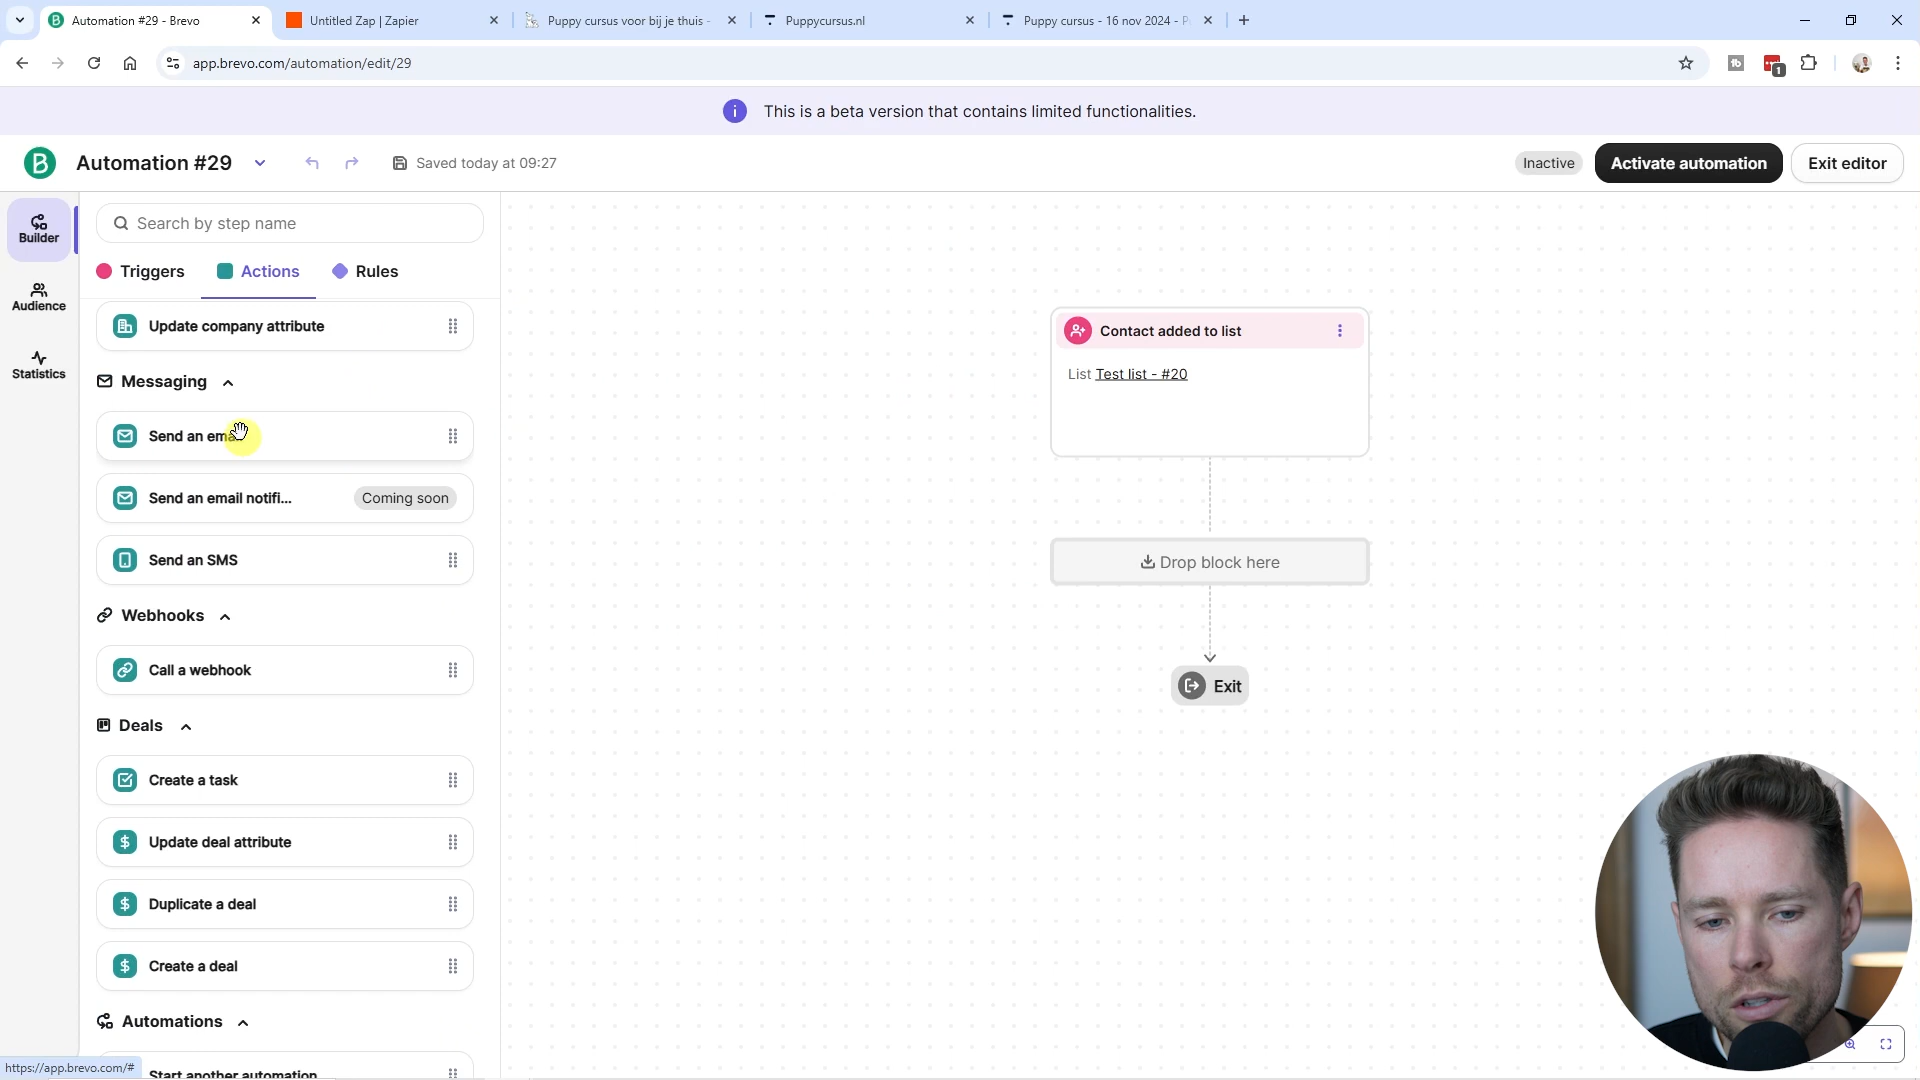 Automation #29 - Brevo
Untitled Zap | Zapier
Puppy cursus voor bij je thuis -
Puppycursus.nl
Puppy cursus - 16 nov 2024 - P
app.brevo.com/automation/edit/29
1
This is a beta version that contains limited functionalities.
Automation #29
Saved today at 09:27
Inactive
Activate automation
Exit editor
Builder
Audience
Statistics
Search by step name
Triggers
Actions
Rules
Update company attribute
Messaging
Send an ema
Send an email notifi...
Coming soon
Send an SMS
Webhooks
Call a webhook
Deals
Create a task
Update deal attribute
Duplicate a deal
Create a deal
Automations
Start another automation
Contact added to list
List Test list - #20
Drop block here
Exit
https://app.brevo.com/#